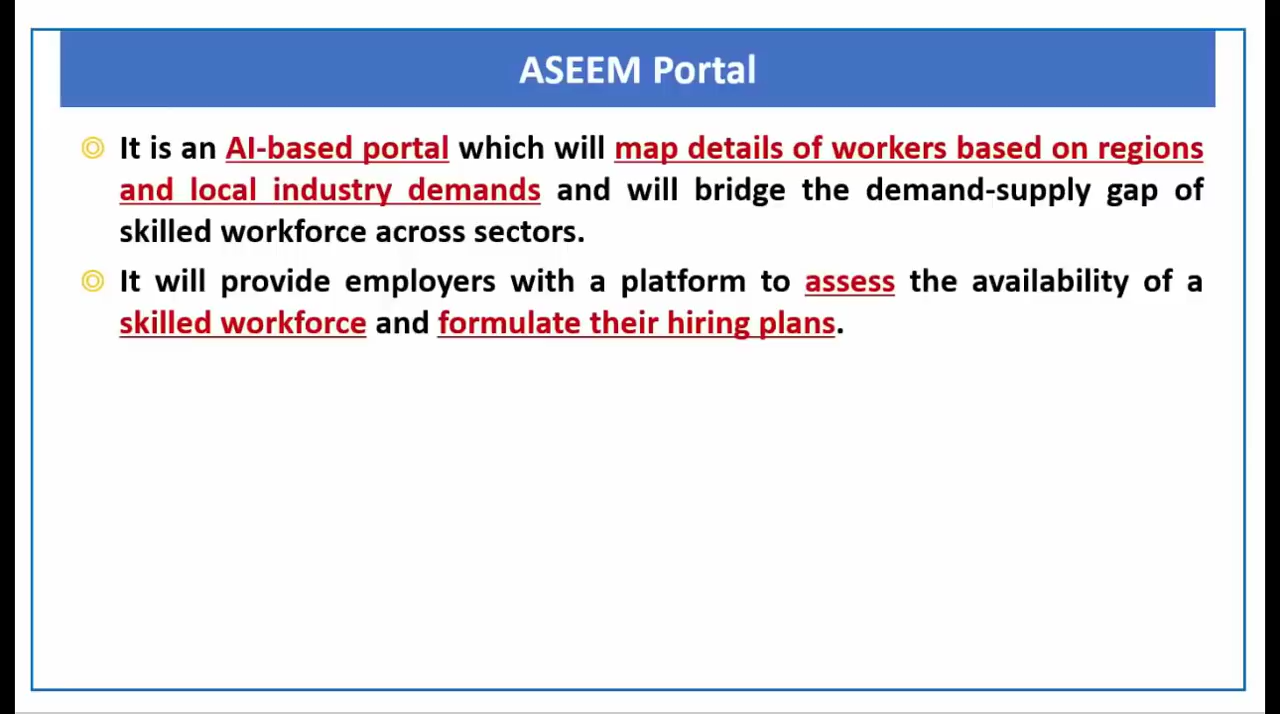 ASEEM Portal
It is an AI-based portal which will map details of workers based on regions
and local industry demands and will bridge the demand-supply gap of
skilled workforce across sectors.
It will provide employers with a platform to assess the availability of a
skilled workforce and formulate their hiring plans.